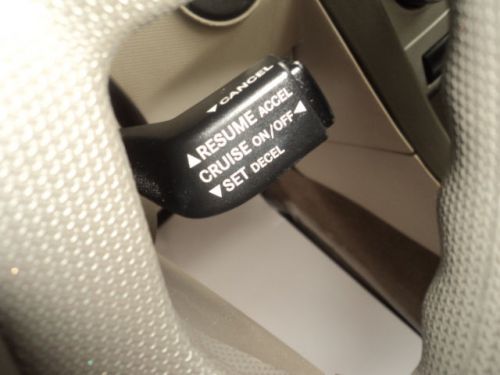 CANCEL
RESUME ACCEL
CRUISE ON/OFF
SET DECEL